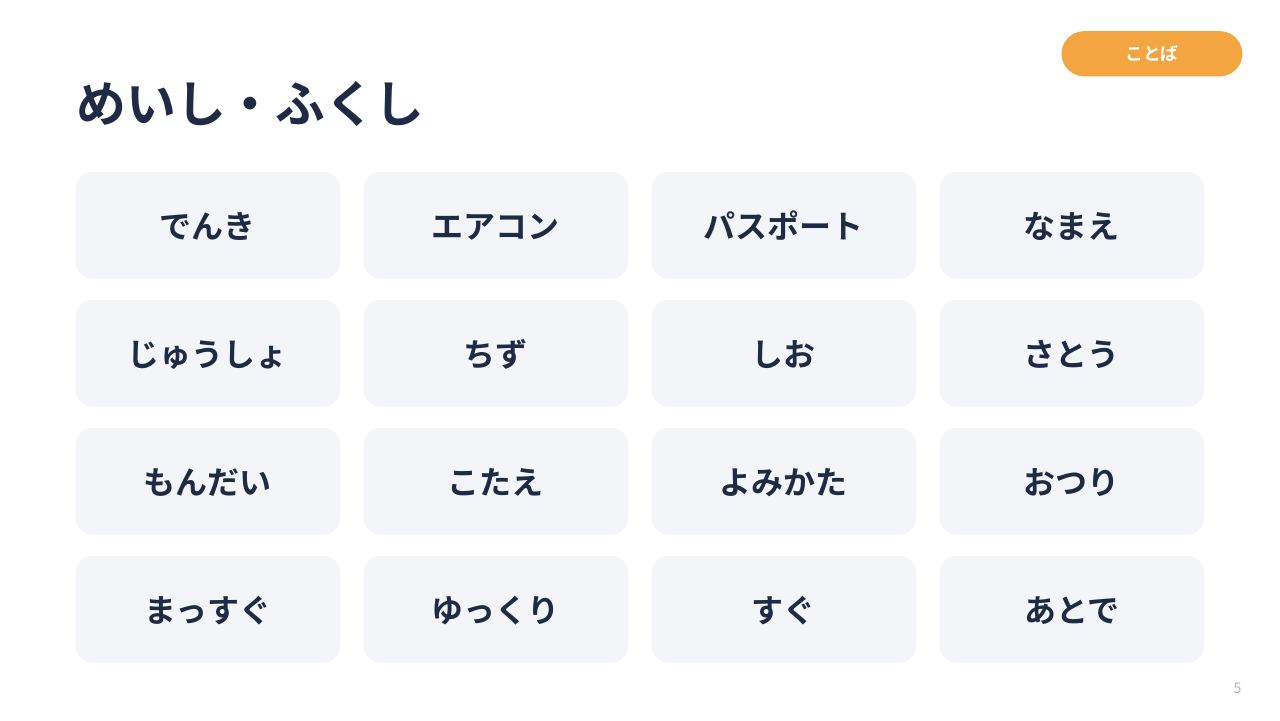 ことば
めいし・ふくし
でんき
エアコン
パスポート
なまえ
じゅうしょ
ちず
しお
さとう
もんだい
こたえ
よみかた
おつり
まっすぐ
ゆっくり
すぐ
あとで
5